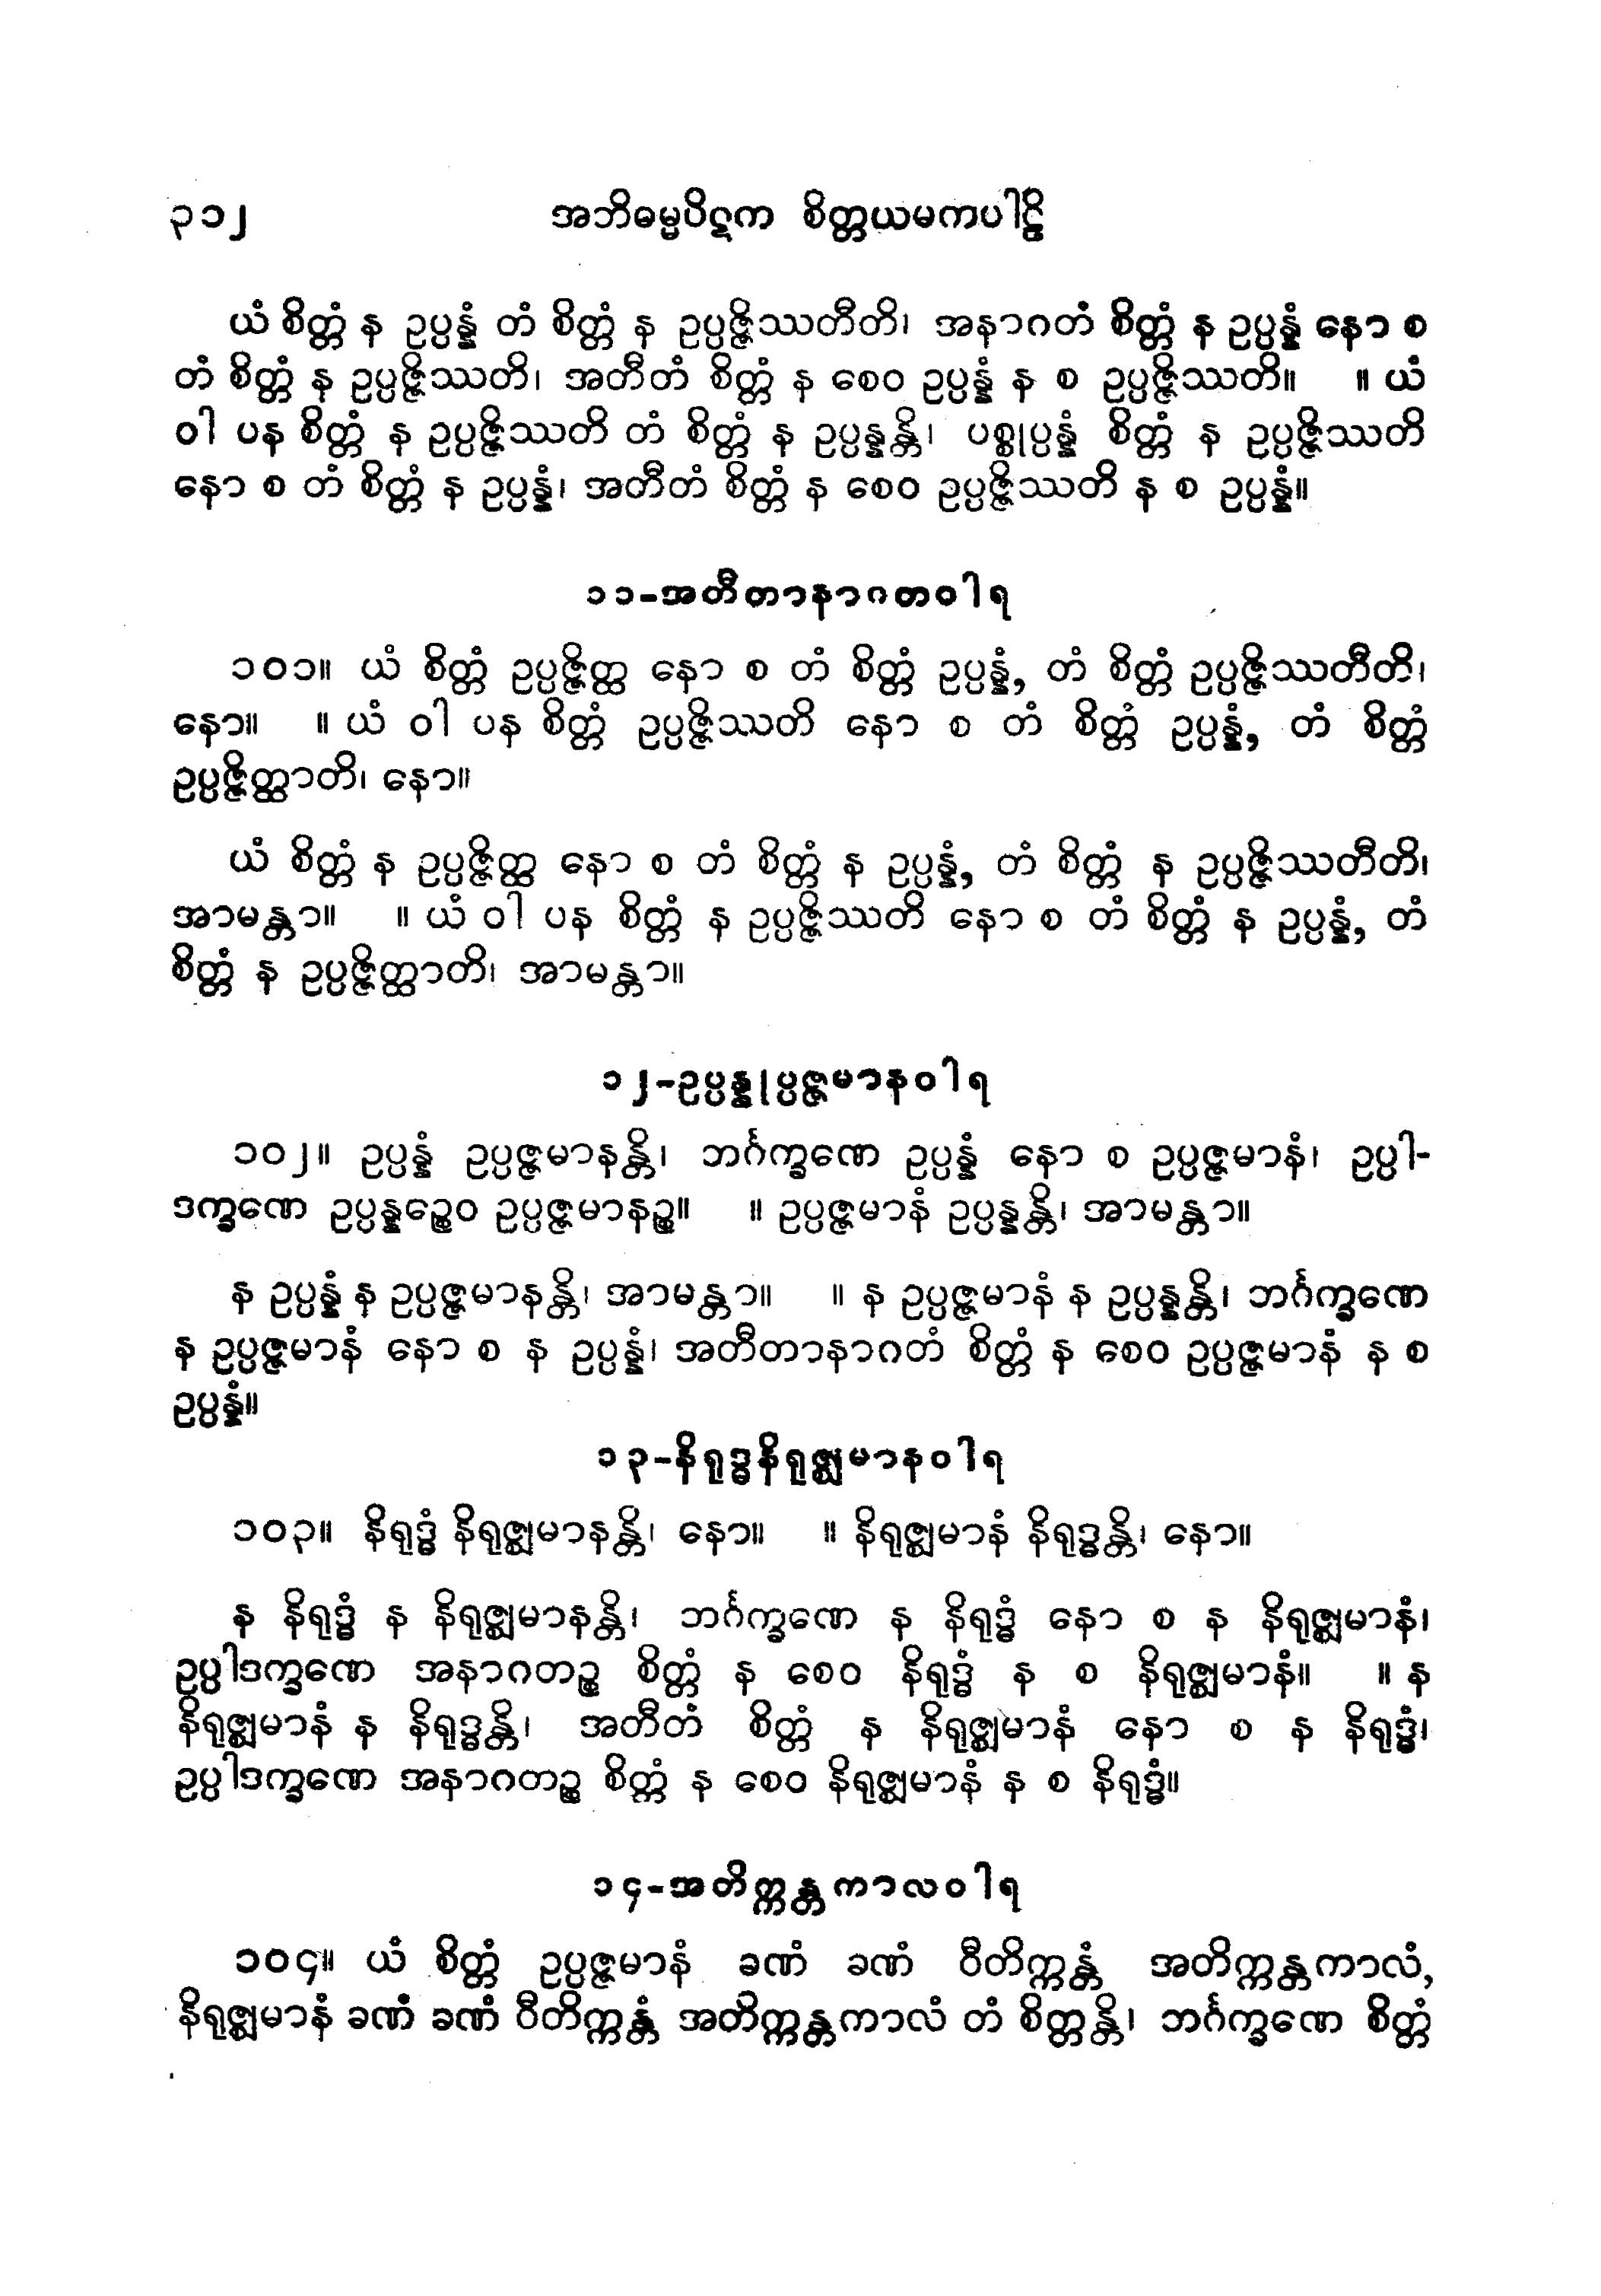 ၃၁၂ အဘိဓမ္မပိဋက စိတ္တယမကပါဠိ
ယံ စိတ္တံ န ဥပ္ပန္နံ တံ စိတ္တံ န ဥပ္ပဇ္ဇိဿတီတိ၊ အနာဂတံ စိတ္တံ န ဥပ္ပန္နံ နော စ
တံ စိတ္တံ န ဥပ္ပဇ္ဇိဿတိ၊ အတီတံ စိတ္တံ န စေဝ ဥပ္ပန္နံ န စ ဥပ္ပဇ္ဇိဿတိ။ ။ ယံ
ဝါ ပန စိတ္တံ န ဥပ္ပဇ္ဇိဿတိ တံ စိတ္တံ န ဥပ္ပန္နန္တိ၊ ပစ္စုပ္ပန္နံ စိတ္တံ န ဥပ္ပဇ္ဇိဿတိ
နော စ တံ စိတ္တံ န ဥပ္ပန္နံ၊ အတီတံ စိတ္တံ န စေဝ ဥပ္ပဇ္ဇိဿတိ န စ ဥပ္ပန္နံ။
၁၁-အတီတာနာဂတဝါရ
၁၀၁။ ယံ စိတ္တံ ဥပ္ပဇ္ဇိတ္ထ နော စ တံ စိတ္တံ ဥပ္ပန္နံ, တံ စိတ္တံ ဥပ္ပဇ္ဇိဿတီတိ၊
နော။ ။ ယံ ဝါ ပန စိတ္တံ ဥပ္ပဇ္ဇိဿတိ နော စ တံ စိတ္တံ ဥပ္ပန္နံ, တံ စိတ္တံ
ဥပ္ပဇ္ဇိတ္ထာတိ၊ နော။
ယံ စိတ္တံ န ဥပ္ပဇ္ဇိတ္ထ နော စ တံ စိတ္တံ န ဥပ္ပန္နံ, တံ စိတ္တံ န ဥပ္ပဇ္ဇိဿတီတိ၊
အာမန္တာ။ ။ ယံ ဝါ ပန စိတ္တံ န ဥပ္ပဇ္ဇိဿတိ နော စ တံ စိတ္တံ န ဥပ္ပန္နံ, တံ
စိတ္တံ န ဥပ္ပဇ္ဇိတ္ထာတိ၊ အာမန္တာ။
၁၂-ဥပ္ပန္နုပ္ပဇ္ဇမာနဝါရ
၁၀၂။ ဥပ္ပန္နံ ဥပ္ပဇ္ဇမာနန္တိ၊ ဘင်္ဂက္ခဏေ ဥပ္ပန္နံ နော စ ဥပ္ပဇ္ဇမာနံ၊ ဥပ္ပါ-
ဒက္ခဏေ ဥပ္ပန္နဉ္စေဝ ဥပ္ပဇ္ဇမာနဉ္စ။ ။ ဥပ္ပဇ္ဇမာနံ ဥပ္ပန္နန္တိ၊ အာမန္တာ။
န ဥပ္ပန္နံ န ဥပ္ပဇ္ဇမာနန္တိ၊ အာမန္တာ။ ။ န ဥပ္ပဇ္ဇမာနံ န ဥပ္ပန္နန္တိ၊ ဘင်္ဂက္ခဏေ
န ဥပ္ပဇ္ဇမာနံ နော စ န ဥပ္ပန္နံ၊ အတီတာနာဂတံ စိတ္တံ န စေဝ ဥပ္ပဇ္ဇမာနံ န စ
ဥပ္ပန္နံ။
၁၃-နိရုဒ္ဓနိရုဇ္ဈမာနဝါရ
၁၀၃။ နိရုဒ္ဓံ နိရုဇ္ဈမာနန္တိ၊ နော။ ။ နိရုဇ္ဈမာနံ နိရုဒ္ဓန္တိ၊ နော။
န နိရုဒ္ဓံ န နိရုဇ္ဈမာနန္တိ၊ ဘင်္ဂက္ခဏေ န နိရုဒ္ဓံ နော စ န နိရုဇ္ဈမာနံ၊
ဥပ္ပါဒက္ခဏေ အနာဂတဉ္စ စိတ္တံ န စေဝ နိရုဒ္ဓံ န စ နိရုဇ္ဈမာနံ။ ။ န
နိရုဇ္ဈမာနံ န နိရုဒ္ဓန္တိ၊ အတီတံ စိတ္တံ န နိရုဇ္ဈမာနံ နော စ န နိရုဒ္ဓံ၊
ဥပ္ပါဒက္ခဏေ အနာဂတဉ္စ စိတ္တံ န စေဝ နိရုဇ္ဈမာနံ န စ နိရုဒ္ဓံ။
၁၄-အတိက္ကန္တကာလဝါရ
၁၀၄။ ယံ စိတ္တံ ဥပ္ပဇ္ဇမာနံ ခဏံ ခဏံ ဝီတိက္ကန္တံ အတိက္ကန္တကာလံ,
နိရုဇ္ဈမာနံ ခဏံ ခဏံ ဝီတိက္ကန္တံ အတိက္ကန္တကာလံ တံ စိတ္တန္တိ၊ ဘင်္ဂက္ခဏေ စိတ္တံ